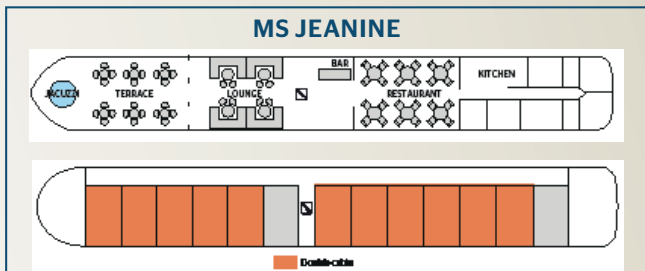 MS JEANINE
BAR
KITCHEN
JACUZZI
TERRACE
LOUNGE
RESTAURANT
Double cabin